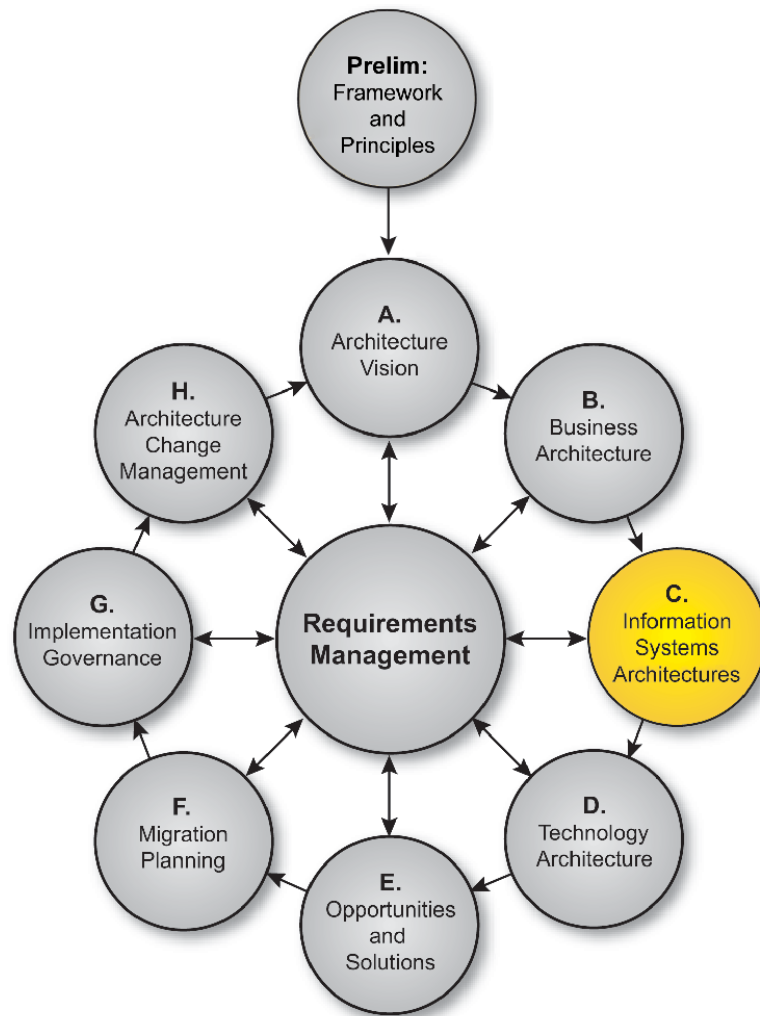 Prelim:
Framework
and
Principles
A.
Architecture
Vision
B.
Business
Architecture
C.
Information
Systems
Architectures
D.
Technology
Architecture
E.
Opportunities
and
Solutions
F.
Migration
Planning
G.
Implementation
Governance
H.
Architecture
Change
Management
Requirements
Management